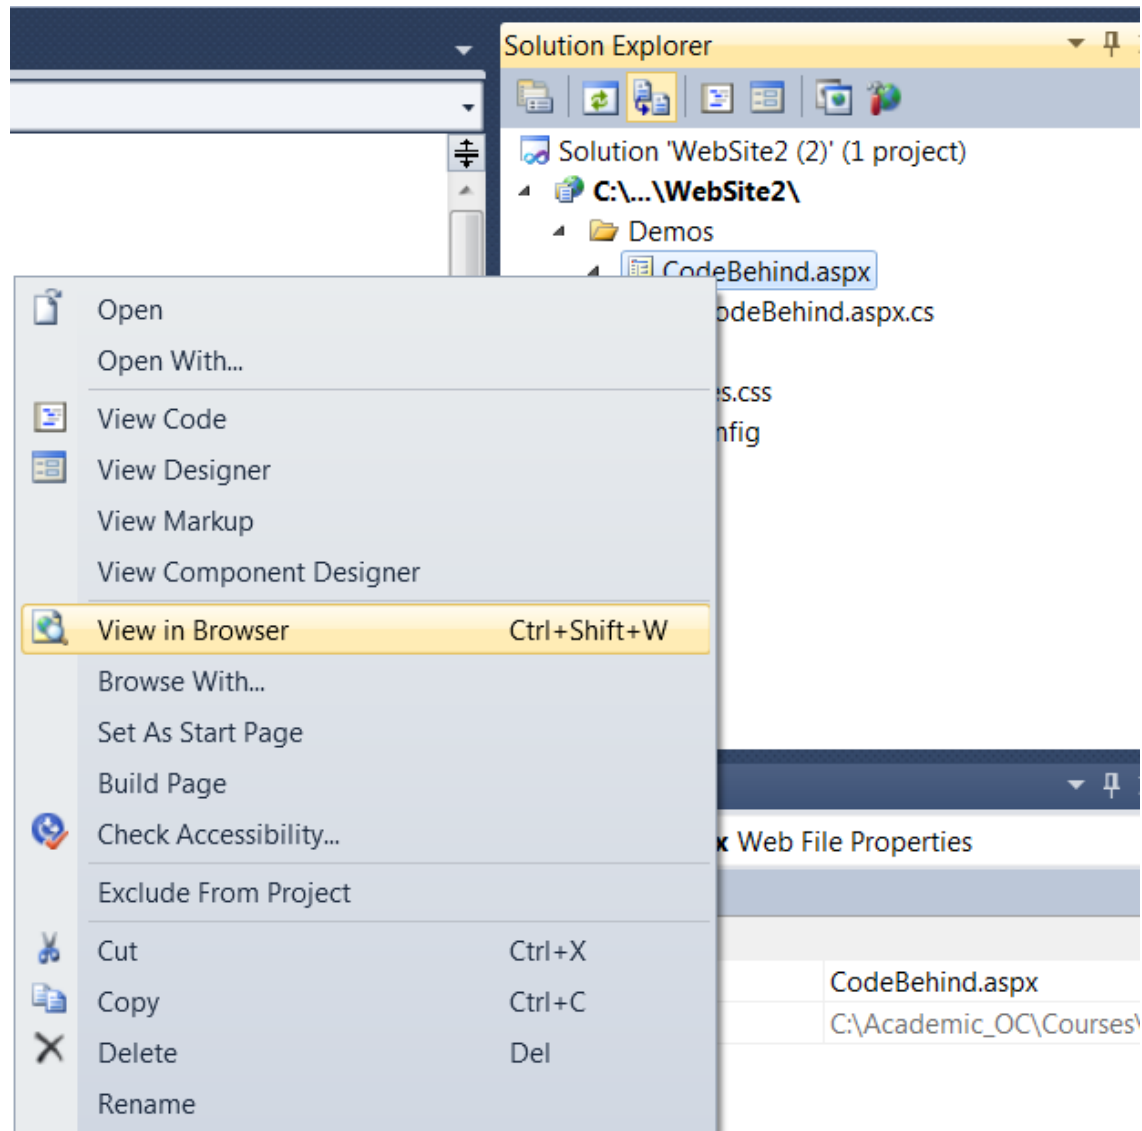 Solution Explorer
Solution 'WebSite2 (2)' (1 project)
C:\...\WebSite2\
Demos
CodeBehind.aspx
odeBehind.aspx.cs
s.css
nfig
Open
Open With...
View Code
View Designer
View Markup
View Component Designer
View in Browser Ctrl+Shift+W
Browse With...
Set As Start Page
Build Page
Check Accessibility...
Exclude From Project
Cut Ctrl+X
Copy Ctrl+C
Delete Del
Rename
x Web File Properties
CodeBehind.aspx
C:\Academic_OC\Courses\